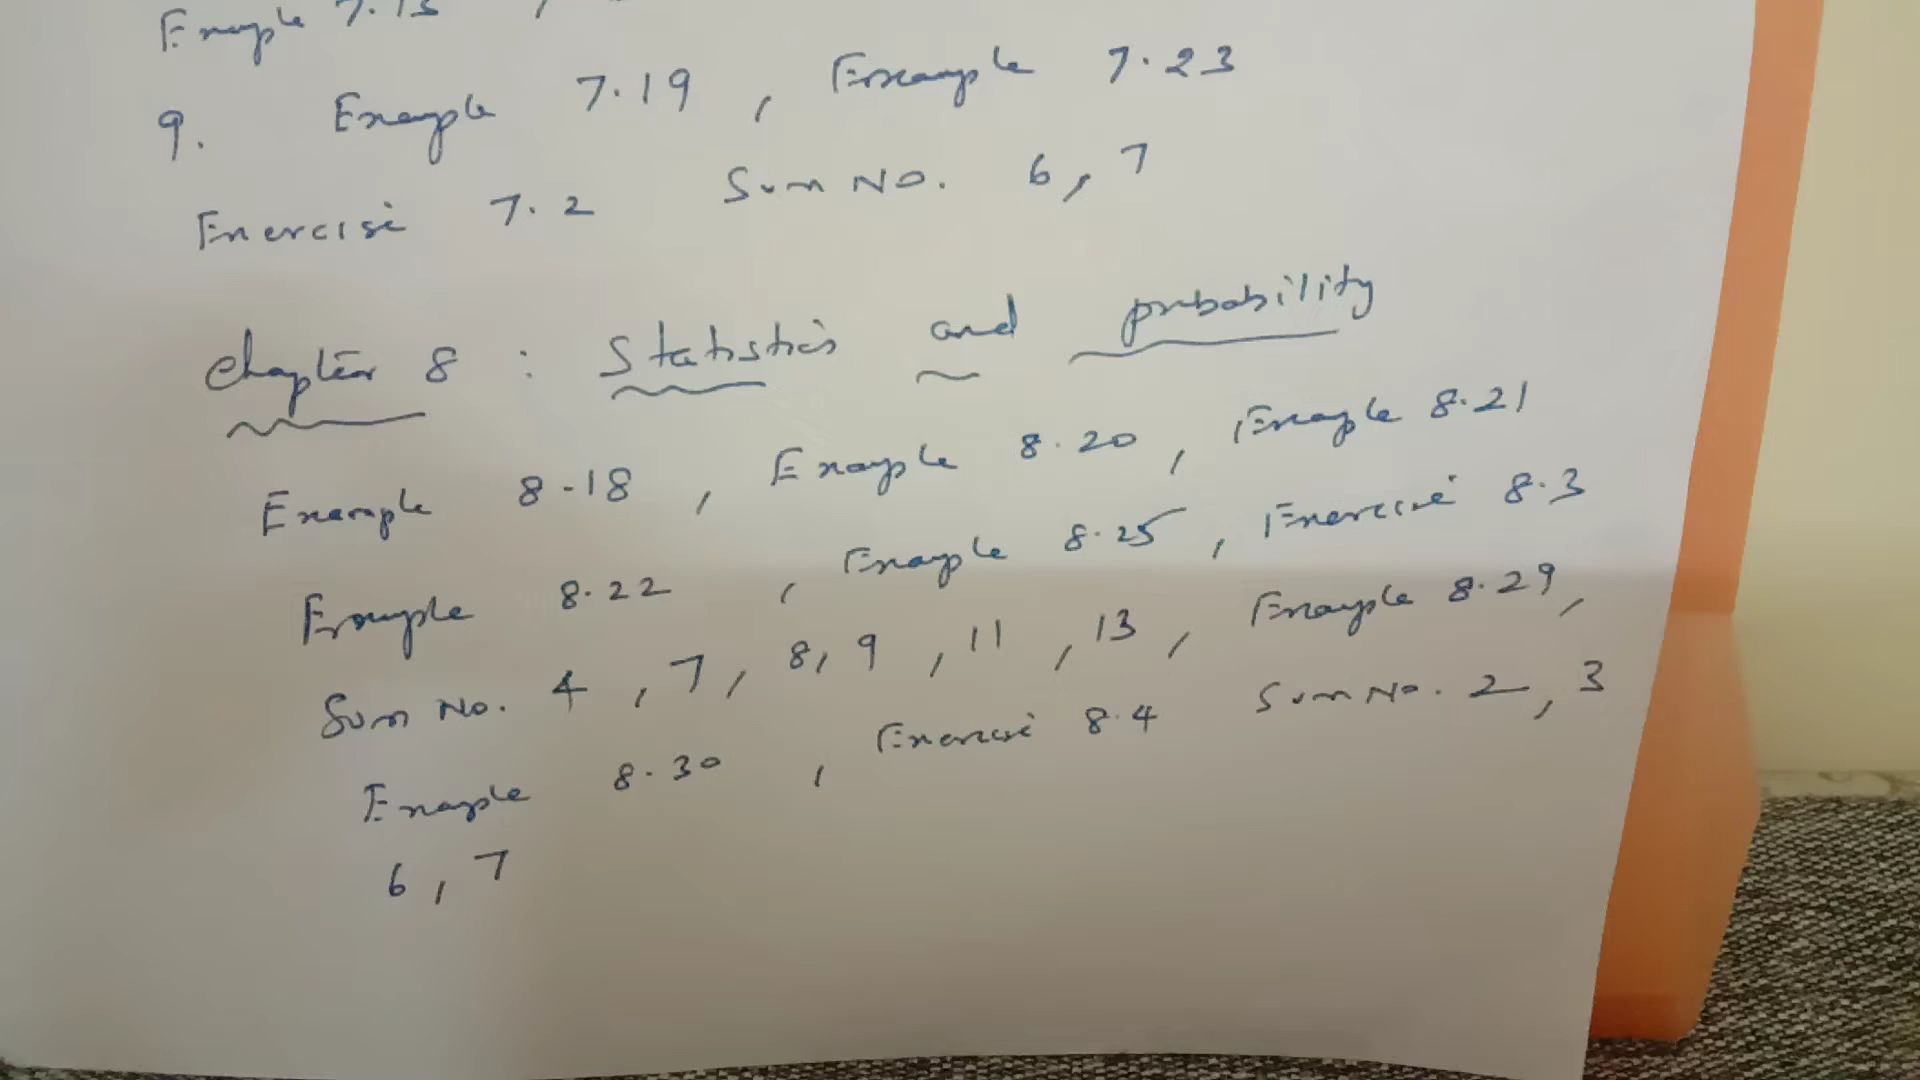 Example 7.15 ,
9. Example 7.19 , Example 7.23
Exercise 7.2 Sum No. 6, 7
Chapter 8 : Statistics and probability
Example 8.18 , Example 8.20 , Example 8.21
Example 8.22 , Example 8.25 , Exercise 8.3
Sum No. 4 , 7 , 8, 9 , 11 , 13 , Example 8.29,
Example 8.30 , Exercise 8.4 Sum No. 2 , 3
6 , 7